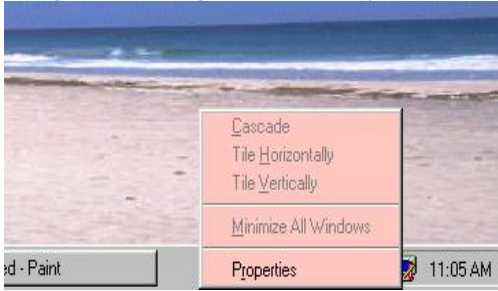 Cascade
Tile Horizontally
Tile Vertically
Minimize All Windows
Properties
ed - Paint
11:05 AM